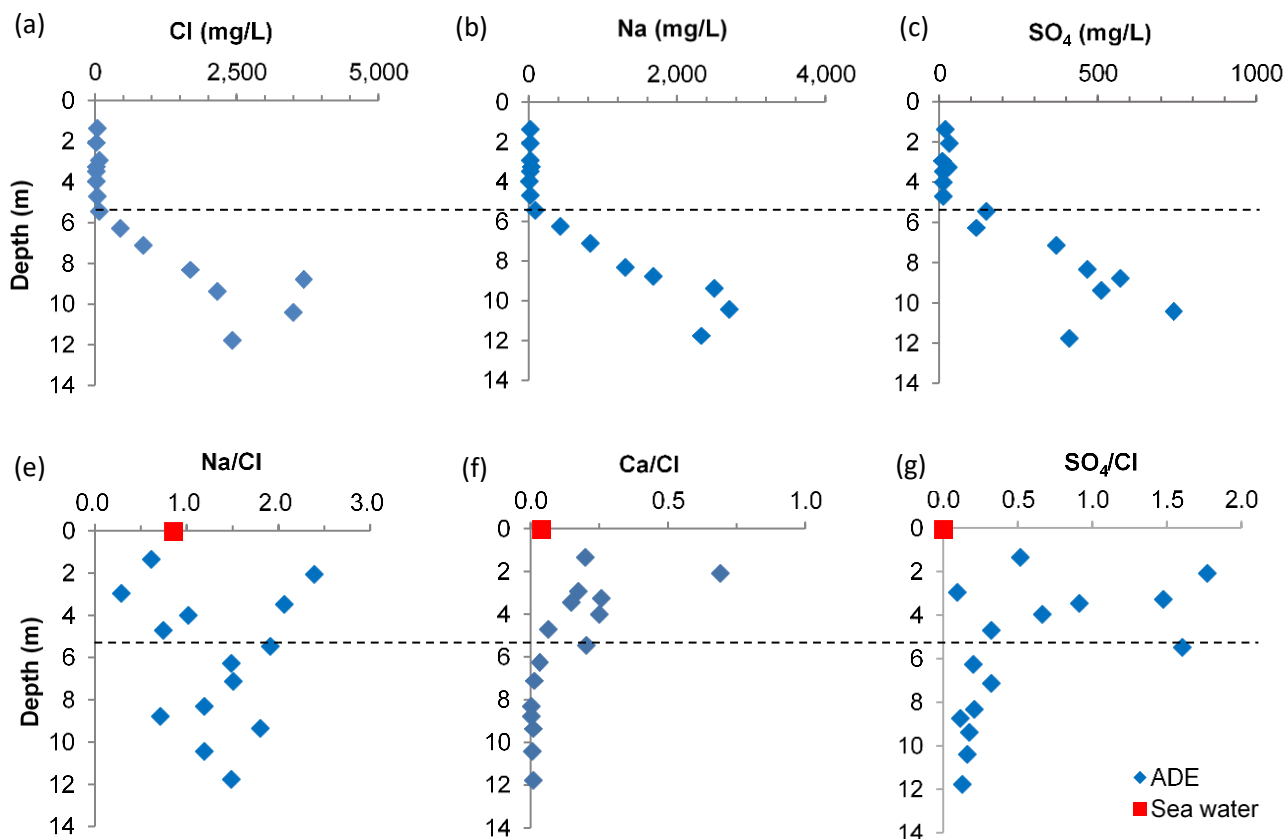 (a) Cl (mg/L) (b) Na (mg/L) (c) SO₄ (mg/L)
0 2,500 5,000 0 2,000 4,000 0 500 1000
0 0 0
2 2 2
4 4 4
6 6 6
8 8 8
10 10 10
12 12 12
14 14 14
Depth (m)
(e) Na/Cl (f) Ca/Cl (g) SO₄/Cl
0.0 1.0 2.0 3.0 0.0 0.5 1.0 0.0 0.5 1.0 1.5 2.0
0 0 0
2 2 2
4 4 4
6 6 6
8 8 8
10 10 10
12 12 12
14 14 14
Depth (m)
ADE
Sea water